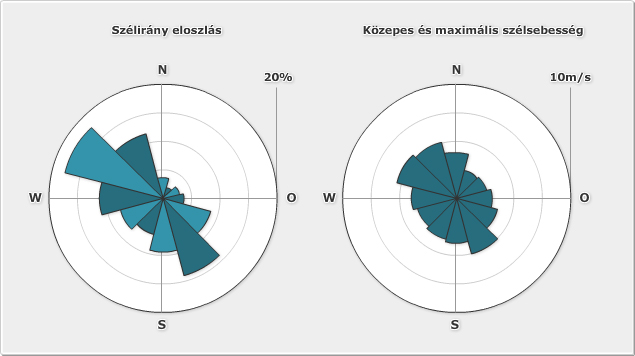 Szélirány eloszlás
N
20%
W
O
S
Közepes és maximális szélsebesség
N
10m/s
W
O
S